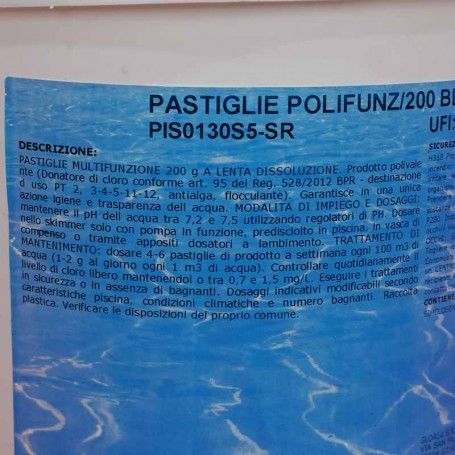 PASTIGLIE POLIFUNZ/200
PIS0130S5-SR
UFI:
DESCRIZIONE:
PASTIGLIE MULTIFUNZIONE 200 g A LENTA DISSOLUZIONE. Prodotto polivale
nte (Donatore di cloro conforme art. 95 del Reg. 528/2012 BPR - destinazione
d uso PT 2, 3-4-5-11-12, antialga, flocculante). Garantisce in una unica
azione igiene e trasparenza dell acqua. MODALITA DI IMPIEGO E DOSAGGI:
mantenere il pH dell acqua tra 7,2 e 7,5 utilizzando regolatori di PH. Dosare
nello skimmer solo con pompa in funzione, predisciolto in piscina, in vasca di
compenso o tramite appositi dosatori a lambimento. TRATTAMENTO DI
MANTENIMENTO: dosare 4-6 pastiglie di prodotto a settimana ogni 100 m3 di
acqua (1-2 g al giorno ogni 1 m3 di acqua). Controllare quotidianamente il
livello di cloro libero mantenendol o tra 0,7 e 1,5 mg/L. Eseguire i trattamenti
in sicurezza o in assenza di bagnanti. Dosaggi indicativi modificabili secondo
caratteristiche piscina, condizioni climatiche e numero bagnanti. Raccolta
plastica. Verificare le disposizioni del proprio comune.